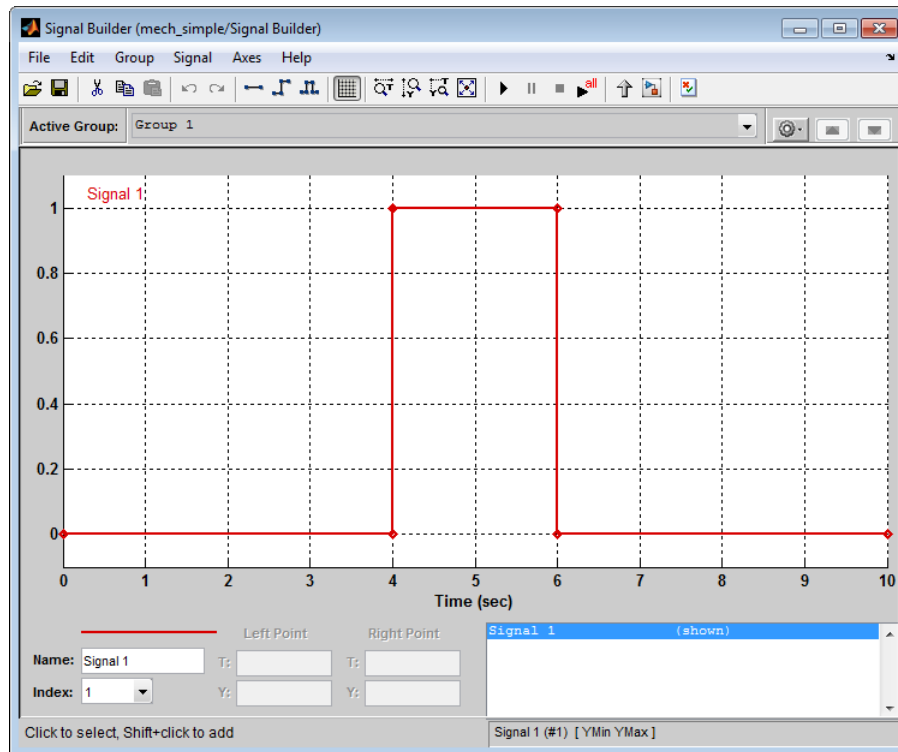 Signal Builder (mech_simple/Signal Builder)
File Edit Group Signal Axes Help
all
Active Group: Group 1
Signal 1
1
0.8
0.6
0.4
0.2
0
0 1 2 3 4 5 6 7 8 9 10
Time (sec)
Left Point Right Point
Name: Signal 1 T: T:
Index: 1 Y: Y:
Signal 1 (shown)
Click to select, Shift+click to add
Signal 1 (#1) [ YMin YMax ]